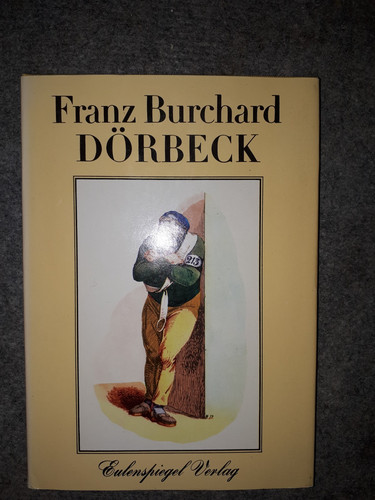 Franz Burchard
DÖRBECK
213
Eulenspiegel Verlag